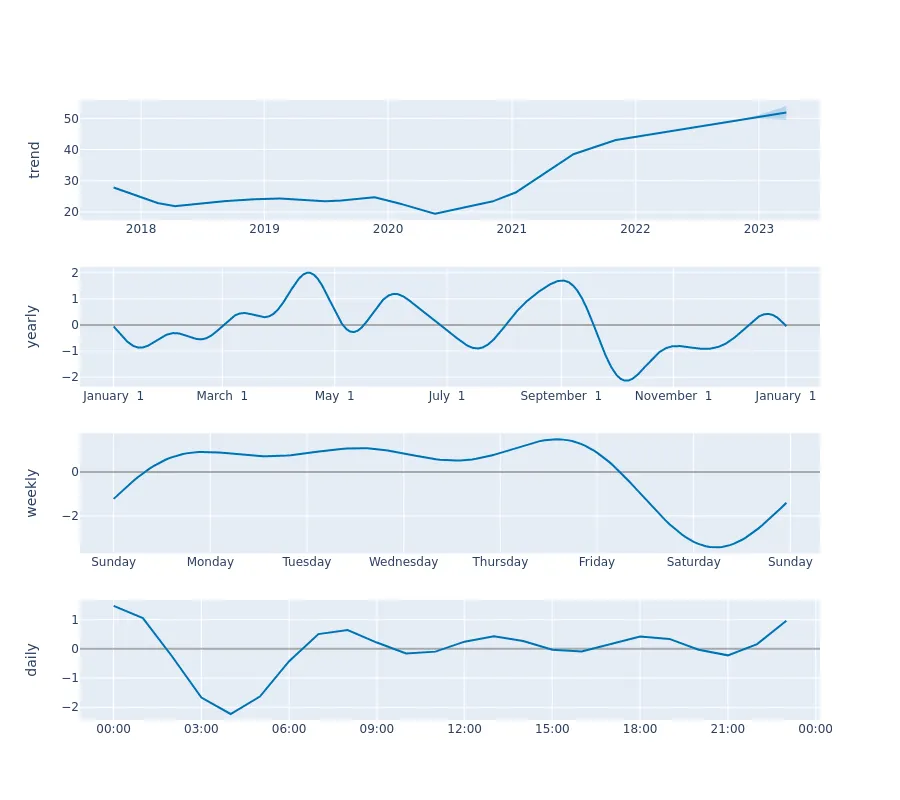 trend
50
40
30
20
2018 2019 2020 2021 2022 2023
yearly
2
1
0
−1
−2
January 1 March 1 May 1 July 1 September 1 November 1 January 1
weekly
0
−2
Sunday Monday Tuesday Wednesday Thursday Friday Saturday Sunday
daily
1
0
−1
−2
00:00 03:00 06:00 09:00 12:00 15:00 18:00 21:00 00:00